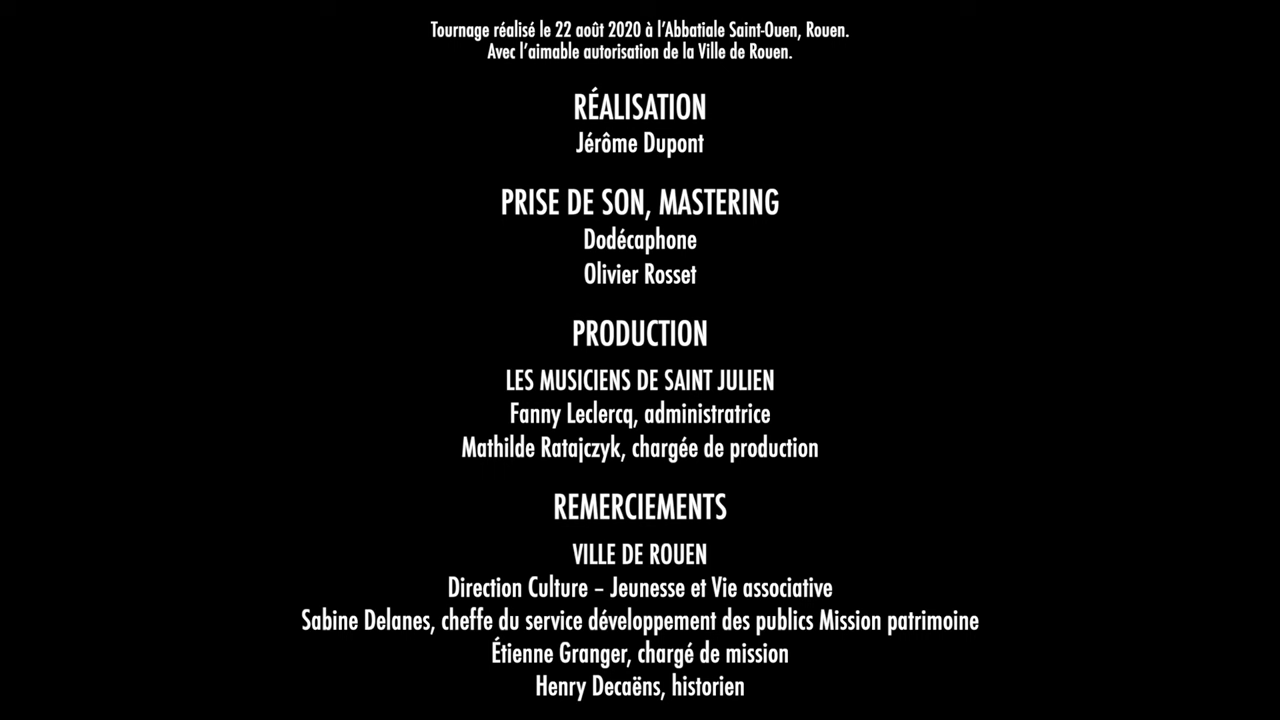 Tournage réalisé le 22 août 2020 à l’Abbatiale Saint-Ouen, Rouen.
Avec l’aimable autorisation de la Ville de Rouen.
RÉALISATION
Jérôme Dupont
PRISE DE SON, MASTERING
Dodécaphone
Olivier Rosset
PRODUCTION
LES MUSICIENS DE SAINT JULIEN
Fanny Leclercq, administratrice
Mathilde Ratajczyk, chargée de production
REMERCIEMENTS
VILLE DE ROUEN
Direction Culture – Jeunesse et Vie associative
Sabine Delanes, cheffe du service développement des publics Mission patrimoine
Étienne Granger, chargé de mission
Henry Decaëns, historien